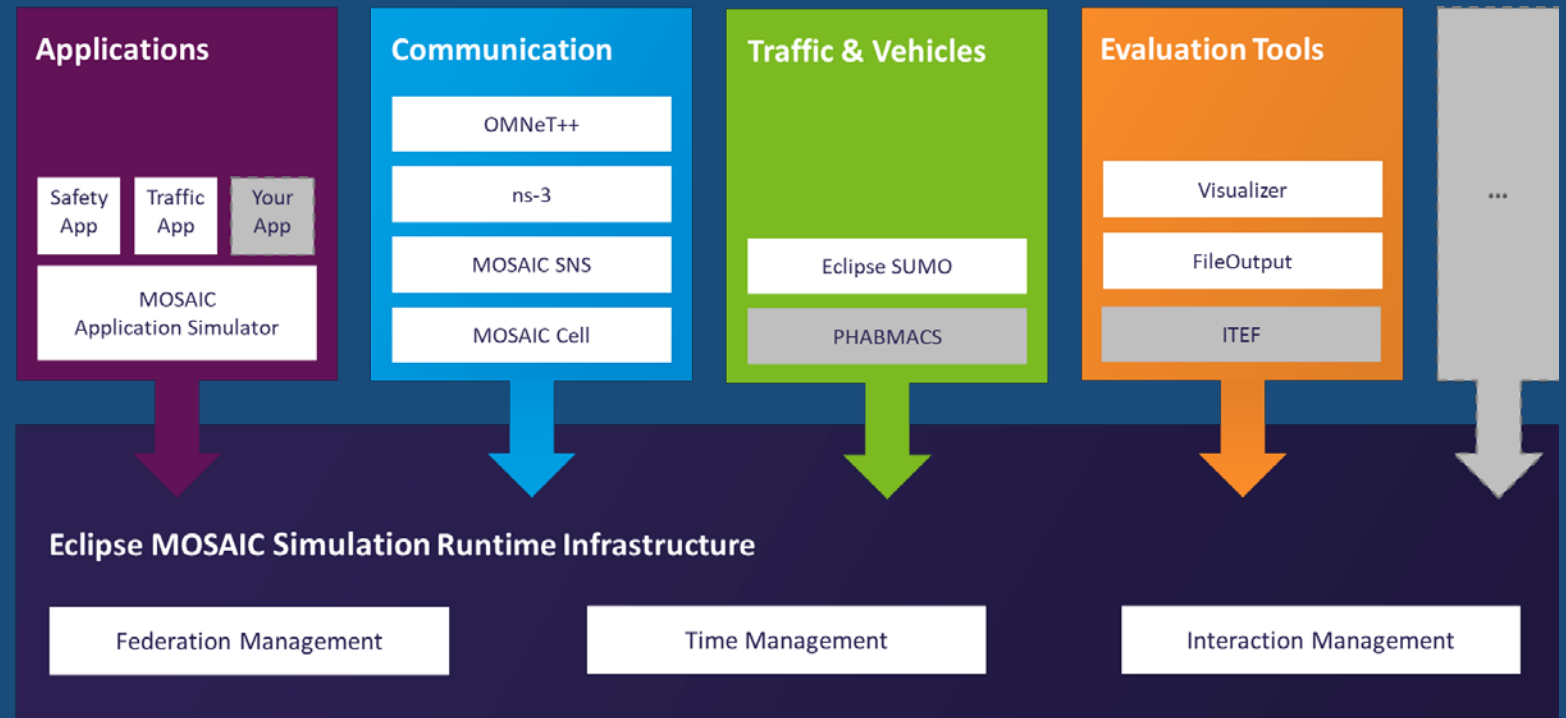 Applications
Safety
App
Traffic
App
Your
App
MOSAIC
Application Simulator
Communication
OMNeT++
ns-3
MOSAIC SNS
MOSAIC Cell
Traffic & Vehicles
Eclipse SUMO
PHABMACS
Evaluation Tools
Visualizer
FileOutput
ITEF
...
Eclipse MOSAIC Simulation Runtime Infrastructure
Federation Management
Time Management
Interaction Management